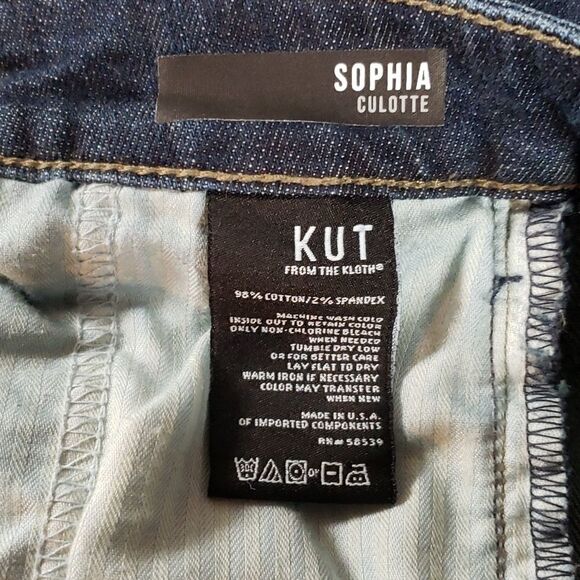 SOPHIA
CULOTTE
KUT
FROM THE KLOTH®
98% COTTON/2% SPANDEX
MACHINE WASH COLD
INSIDE OUT TO RETAIN COLOR
ONLY NON-CHLORINE BLEACH
WHEN NEEDED
TUMBLE DRY LOW
OR FOR BETTER CARE
LAY FLAT TO DRY
WARM IRON IF NECESSARY
COLOR MAY TRANSFER
WHEN NEW
MADE IN U.S.A.
OF IMPORTED COMPONENTS
RN# 58539
OR